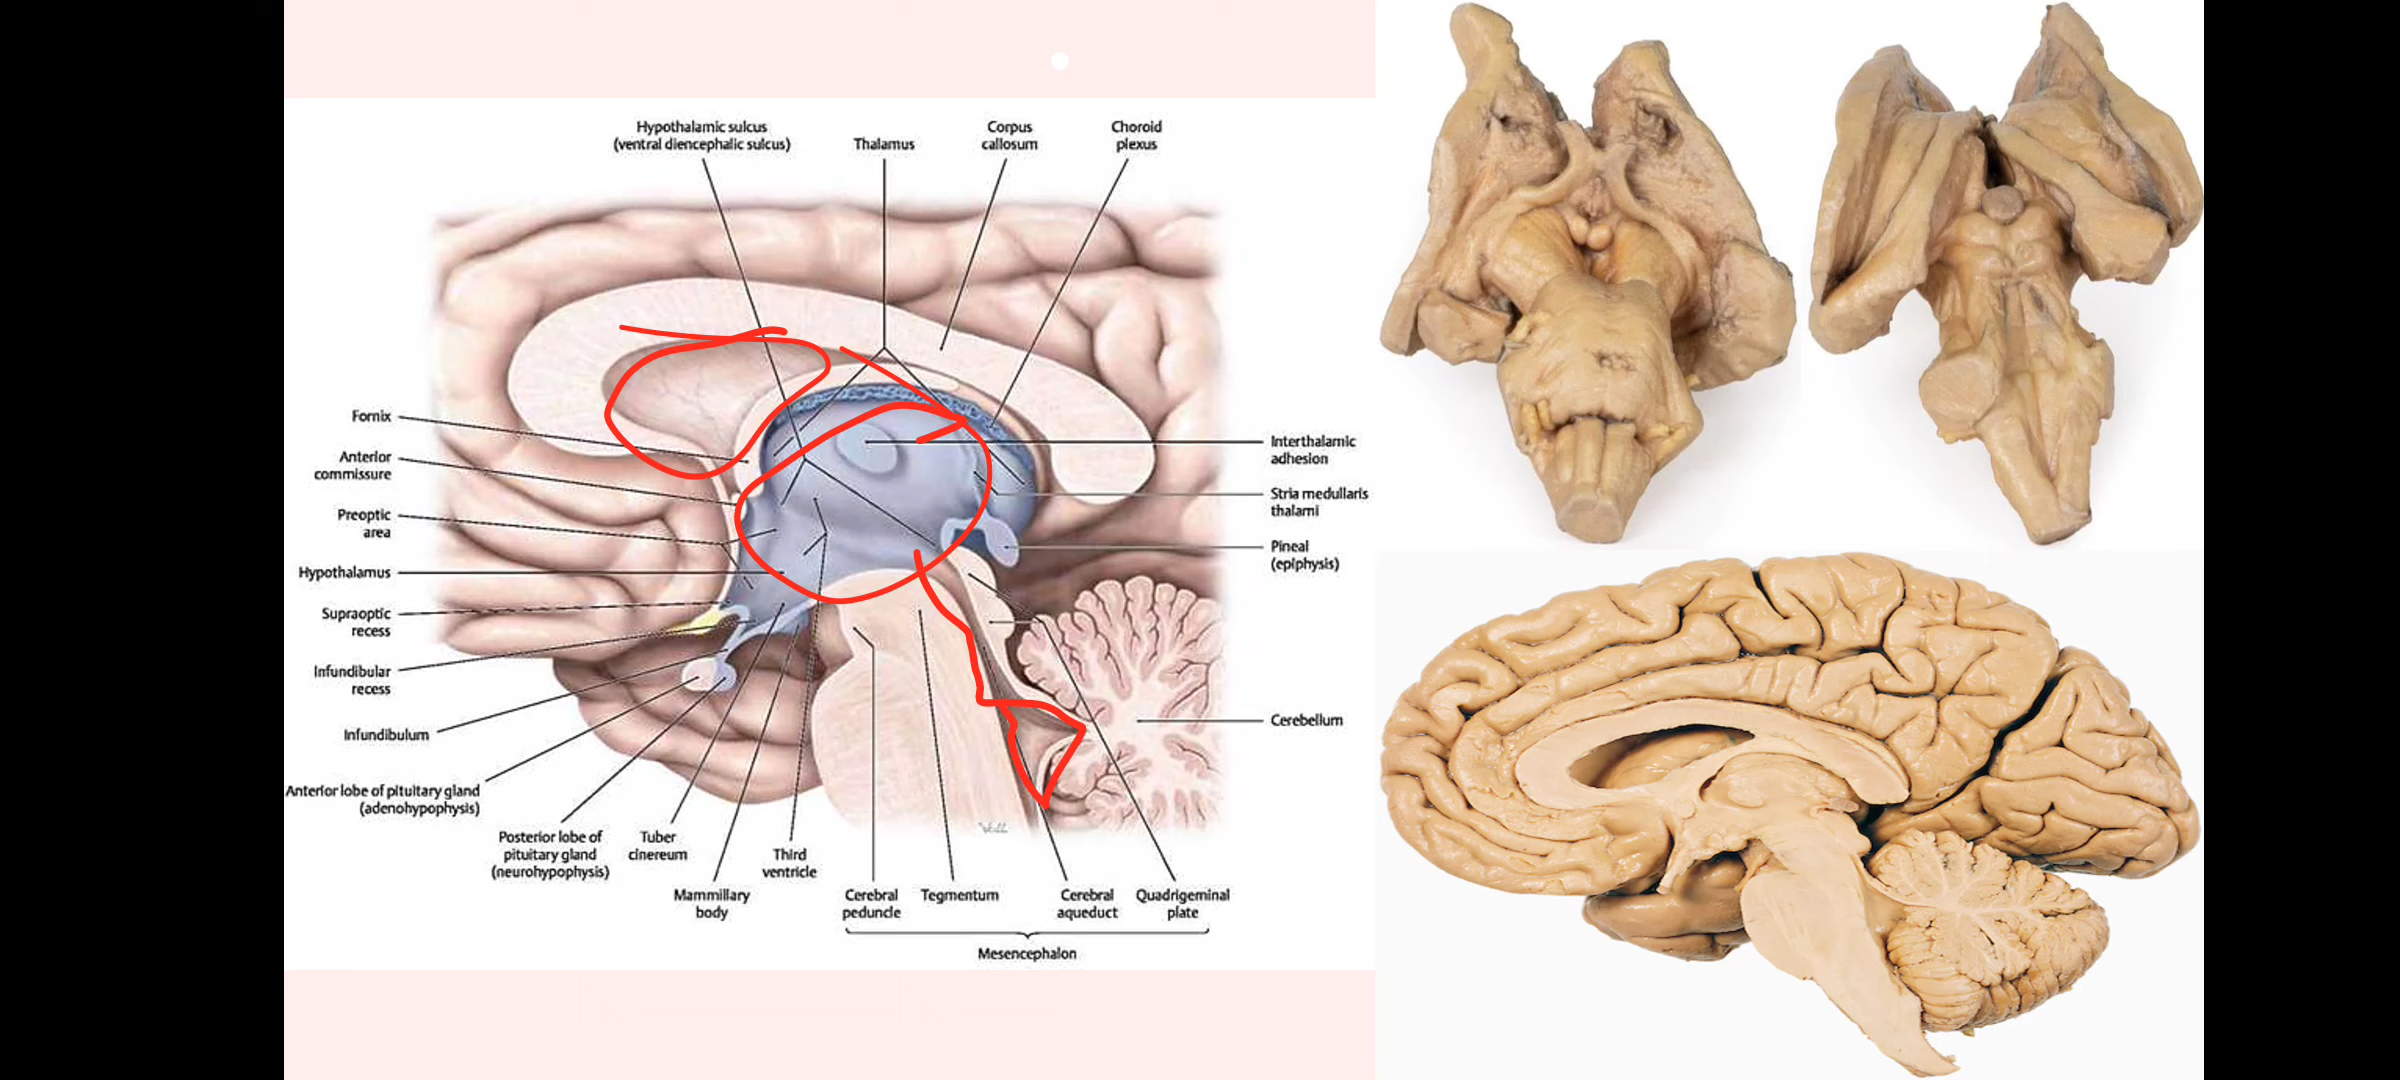 Hypothalamic sulcus
(ventral diencephalic sulcus)
Thalamus
Corpus
callosum
Choroid
plexus
Fornix
Anterior
commissure
Preoptic
area
Hypothalamus
Supraoptic
recess
Infundibular
recess
Infundibulum
Anterior lobe of pituitary gland
(adenohypophysis)
Posterior lobe of
pituitary gland
(neurohypophysis)
Tuber
cinereum
Mammillary
body
Third
ventricle
Cerebral
peduncle
Tegmentum
Cerebral
aqueduct
Quadrigeminal
plate
Mesencephalon
Interthalamic
adhesion
Stria medullaris
thalami
Pineal
(epiphysis)
Cerebellum